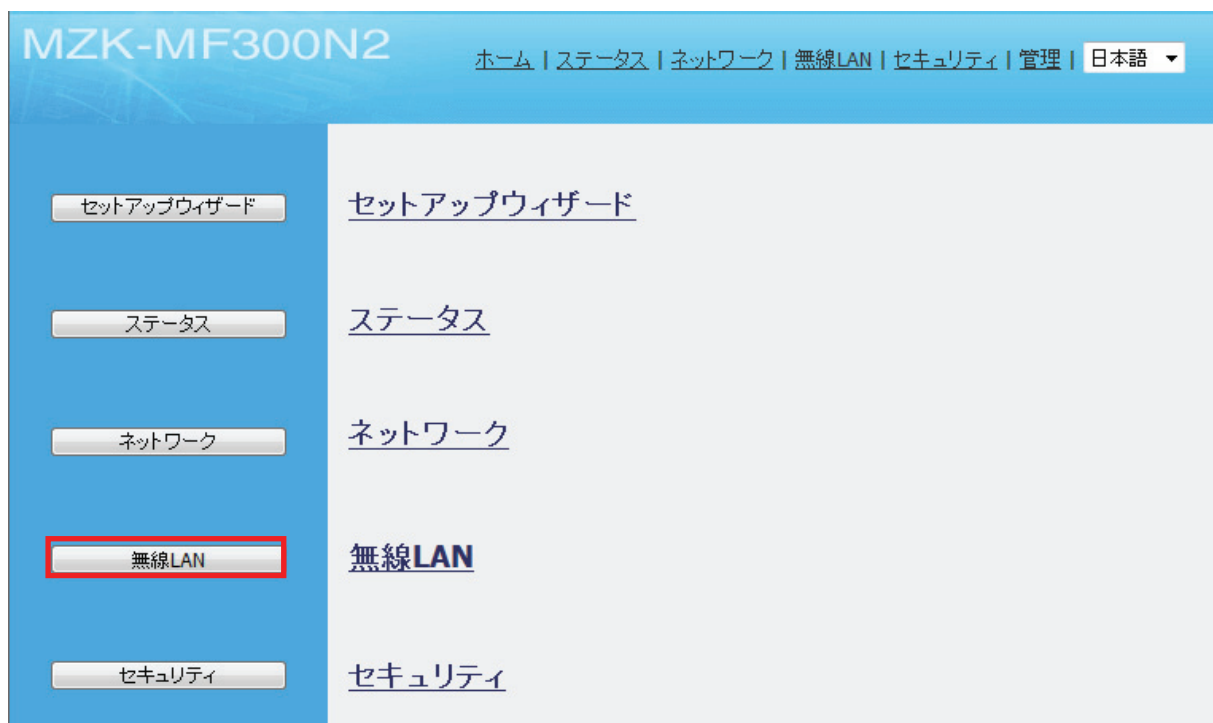 MZK-MF300N2
ホーム | ステータス | ネットワーク | 無線LAN | セキュリティ | 管理 | 日本語
セットアップウィザード セットアップウィザード
ステータス ステータス
ネットワーク ネットワーク
無線LAN 無線LAN
セキュリティ セキュリティ